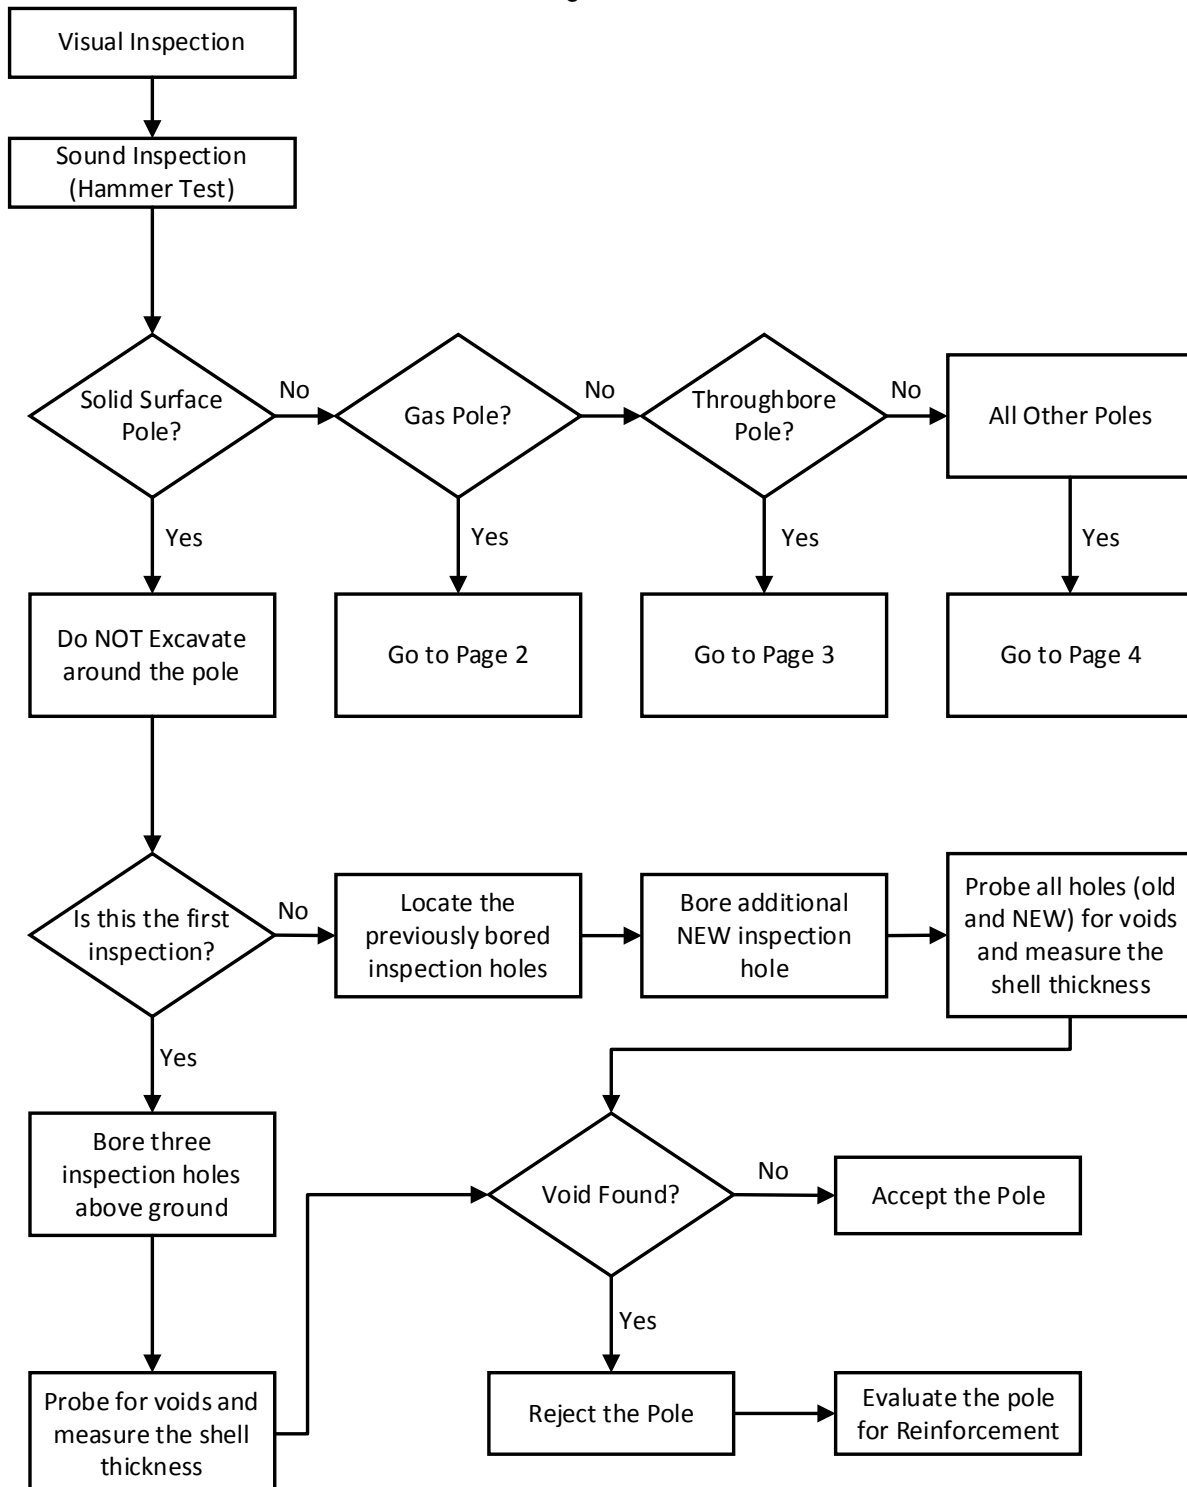 Visual Inspection
Sound Inspection
(Hammer Test)
Solid Surface
Pole?
No
Gas Pole?
No
Throughbore
Pole?
No
All Other Poles
Yes
Yes
Yes
Yes
Do NOT Excavate
around the pole
Go to Page 2
Go to Page 3
Go to Page 4
Is this the first
inspection?
No
Locate the
previously bored
inspection holes
Bore additional
NEW inspection
hole
Probe all holes (old
and NEW) for voids
and measure the
shell thickness
Yes
Bore three
inspection holes
above ground
Void Found?
No
Accept the Pole
Yes
Probe for voids and
measure the shell
thickness
Reject the Pole
Evaluate the pole
for Reinforcement